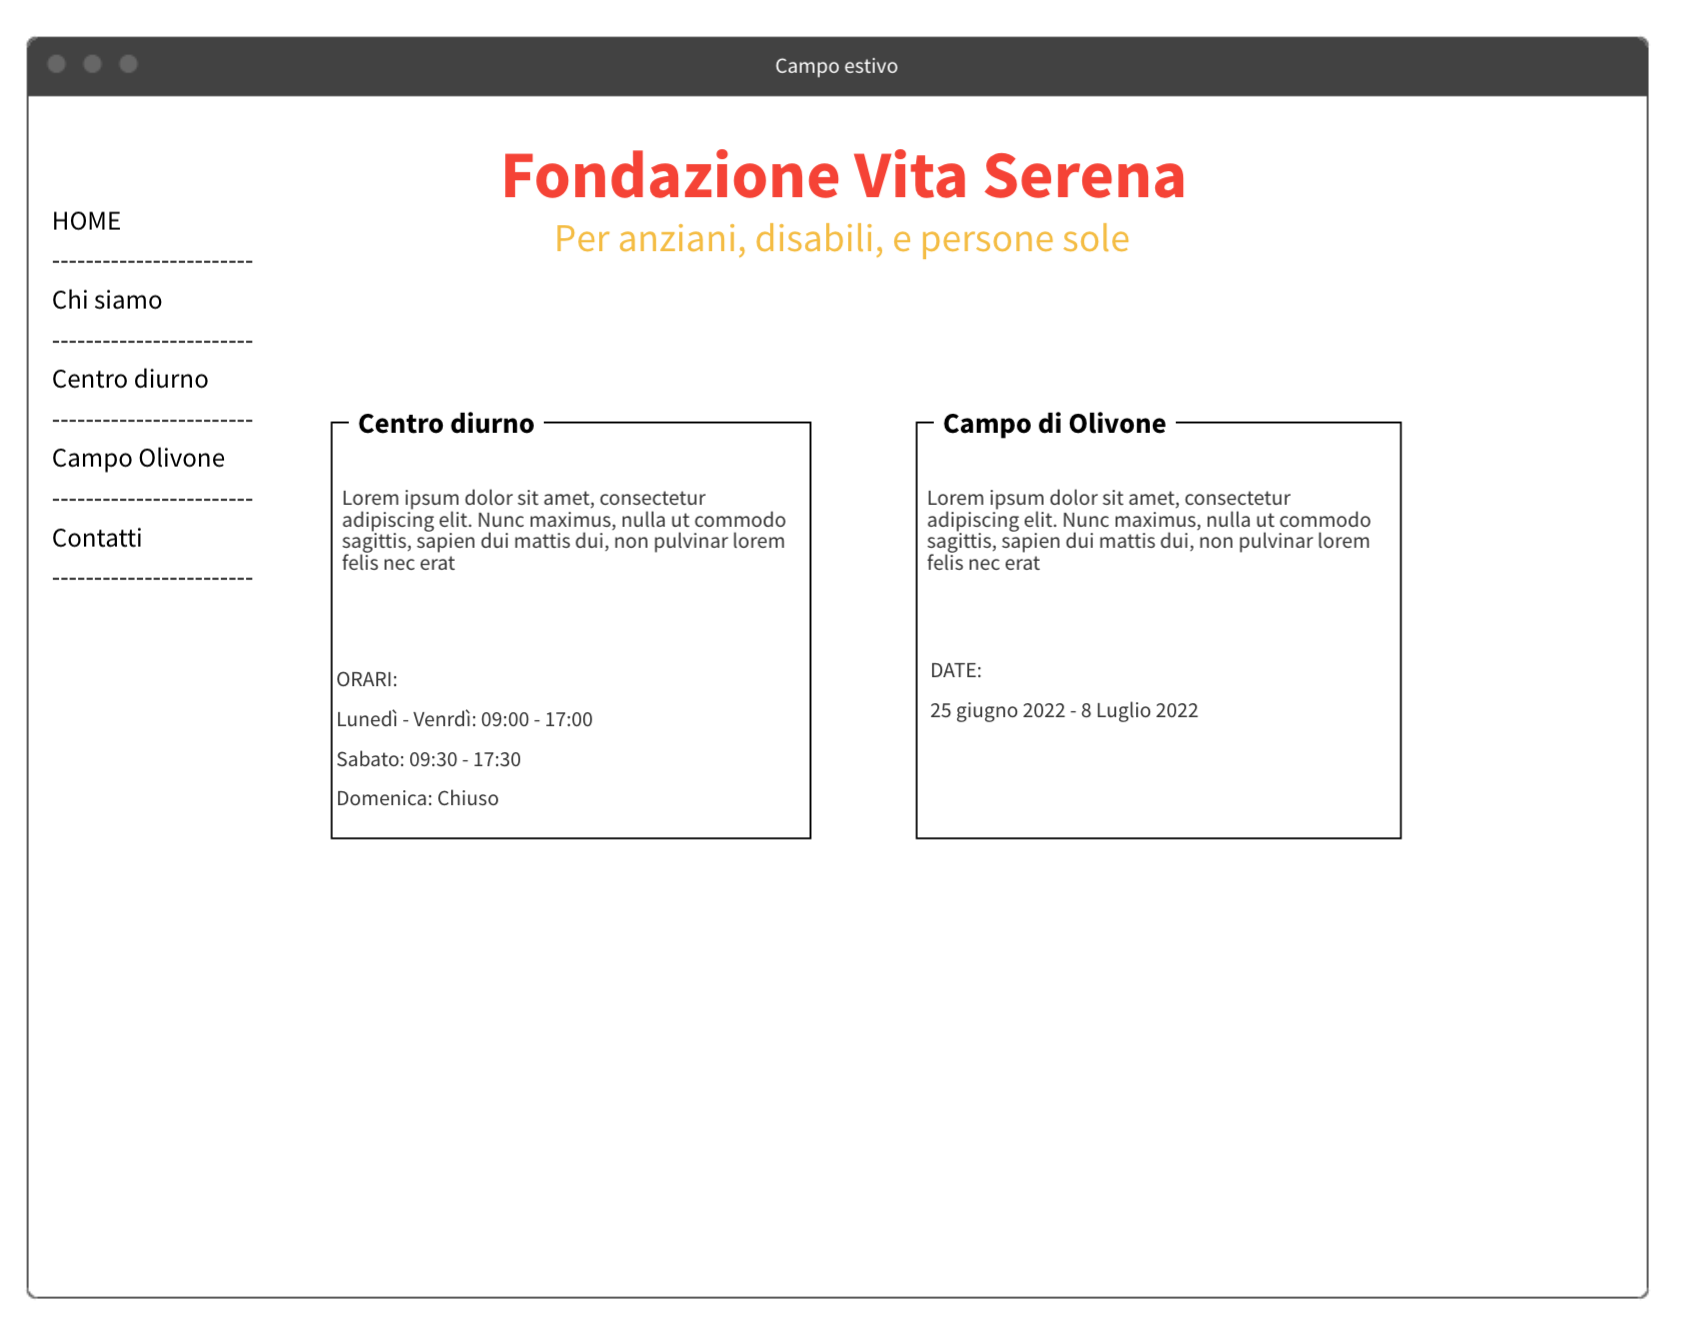 Campo estivo
Fondazione Vita Serena
Per anziani, disabili, e persone sole
HOME
------------------------
Chi siamo
------------------------
Centro diurno
------------------------
Campo Olivone
------------------------
Contatti
------------------------
Centro diurno
Lorem ipsum dolor sit amet, consectetur
adipiscing elit. Nunc maximus, nulla ut commodo
sagittis, sapien dui mattis dui, non pulvinar lorem
felis nec erat
ORARI:
Lunedì - Venrdì: 09:00 - 17:00
Sabato: 09:30 - 17:30
Domenica: Chiuso
Campo di Olivone
Lorem ipsum dolor sit amet, consectetur
adipiscing elit. Nunc maximus, nulla ut commodo
sagittis, sapien dui mattis dui, non pulvinar lorem
felis nec erat
DATE:
25 giugno 2022 - 8 Luglio 2022